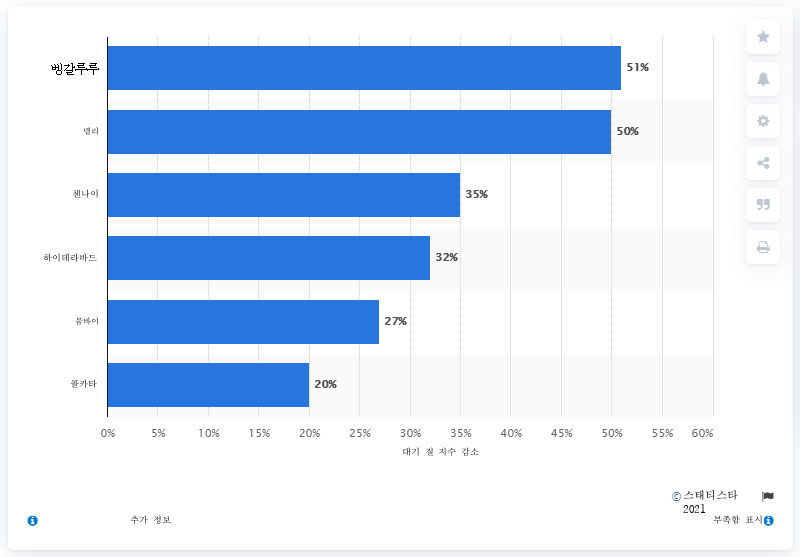 벵갈루루
51%
델리
50%
첸나이
35%
하이데라바드
32%
뭄바이
27%
콜카타
20%
0% 5% 10% 15% 20% 25% 30% 35% 40% 45% 50% 55% 60%
대기 질 지수 감소
© 스태티스타
2021
추가 정보
부족함 표시